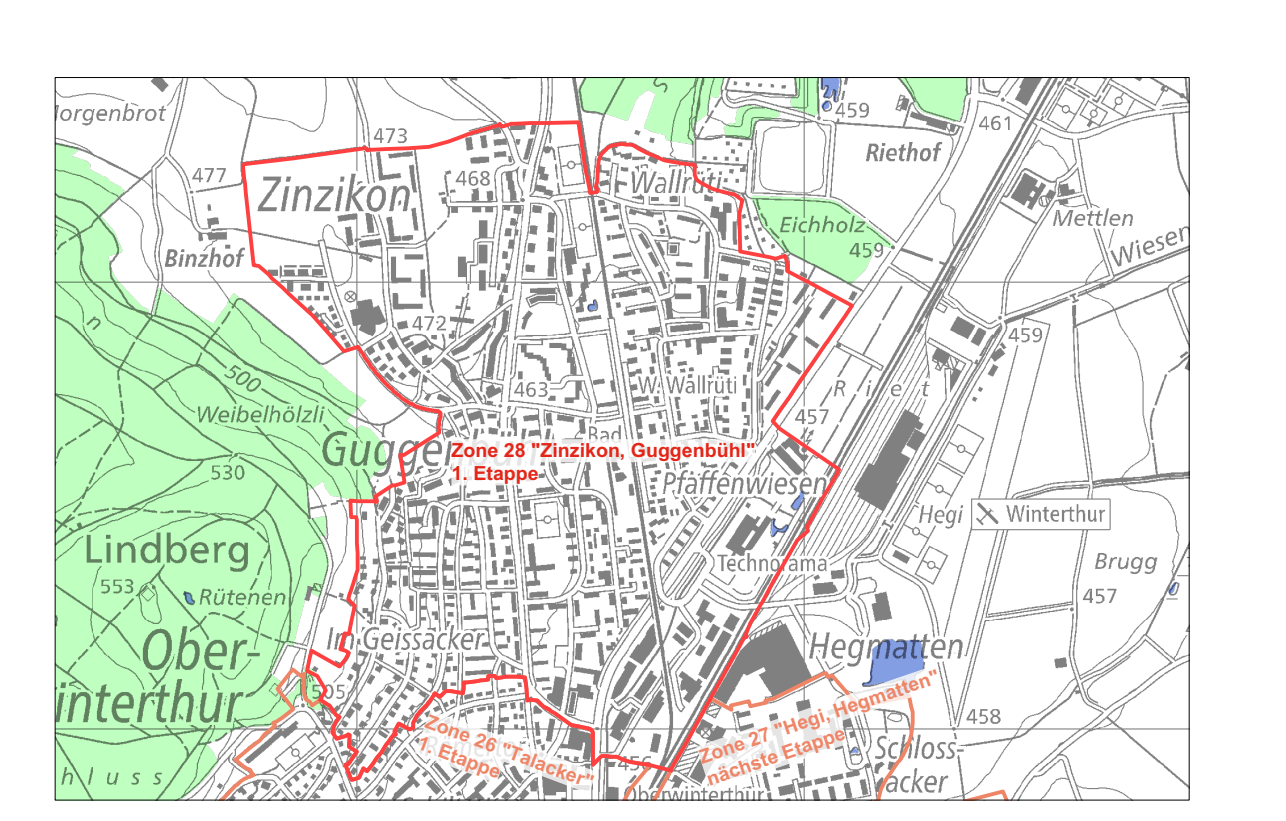 459
461
Riethof
473
477
Zinzikon
468
Wallrüti
Eichholz
459
Mettlen
Wiesen
Binzhof
n
472
459
500
463
W. Wallrüti
R i e t
Weibelhölzli
457
Bad
Zone 28 "Zinzikon, Guggenbühl"
1. Etappe
530
Pfaffenwiesen
Hegi
Winterthur
Lindberg
Technorama
Brugg
553
Rütenen
457
Im Geissacker
Hegmatten
Ober-
winterthur
505
458
Zone 26 "Talacker"
1. Etappe
Zone 27 "Hegi, Hegmatten"
nächste Etappe
Schloss-
acker
456
h l u s s
Oberwinterthur